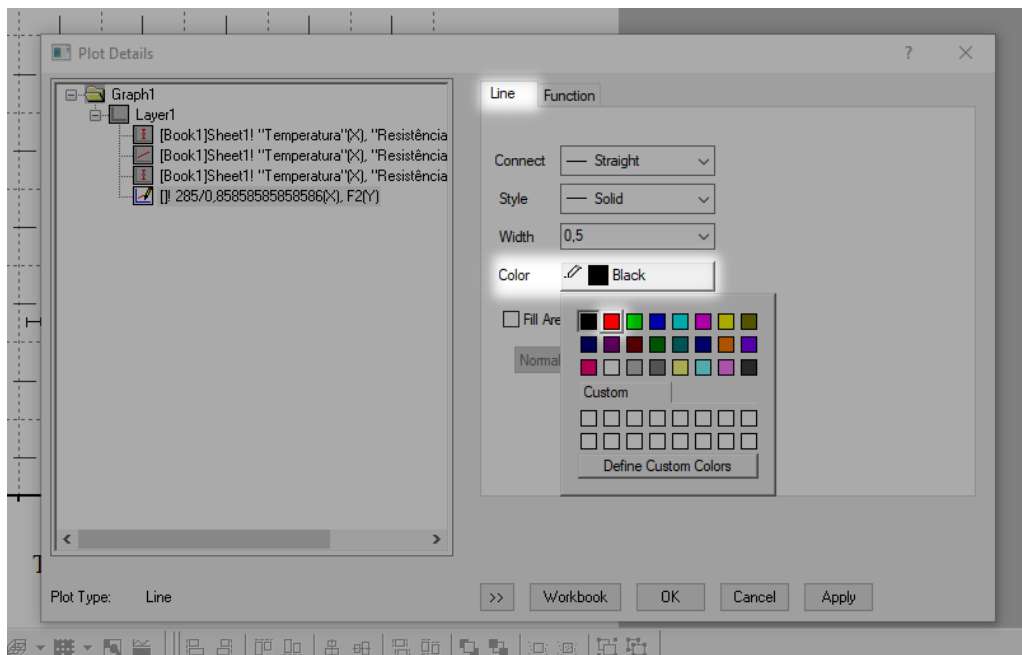 Plot Details
?
Graph1
Layer1
[Book1]Sheet1! "Temperatura"(X), "Resistência
[Book1]Sheet1! "Temperatura"(X), "Resistência
[Book1]Sheet1! "Temperatura"(X), "Resistência
[]! 285/0,85858585858586(X), F2(Y)
Line Function
Connect Straight
Style Solid
Width 0,5
Color Black
Fill Are
Normal
Custom
Define Custom Colors
T
Plot Type: Line
>> Workbook OK Cancel Apply